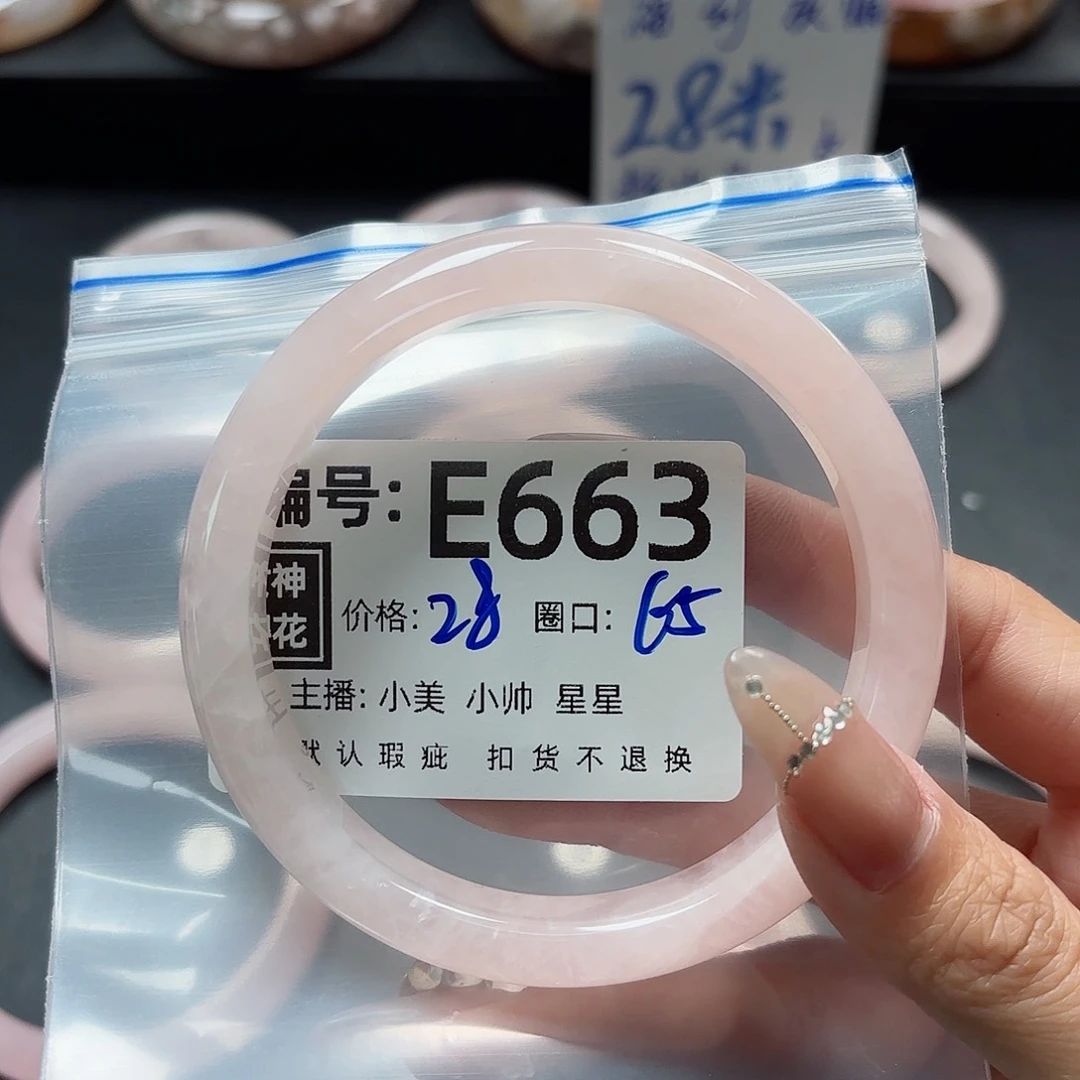 28米
编号: E663
神
花
价格: 28 圈口: 65
主播: 小美 小帅 星星
默认瑕疵 扣货不退换